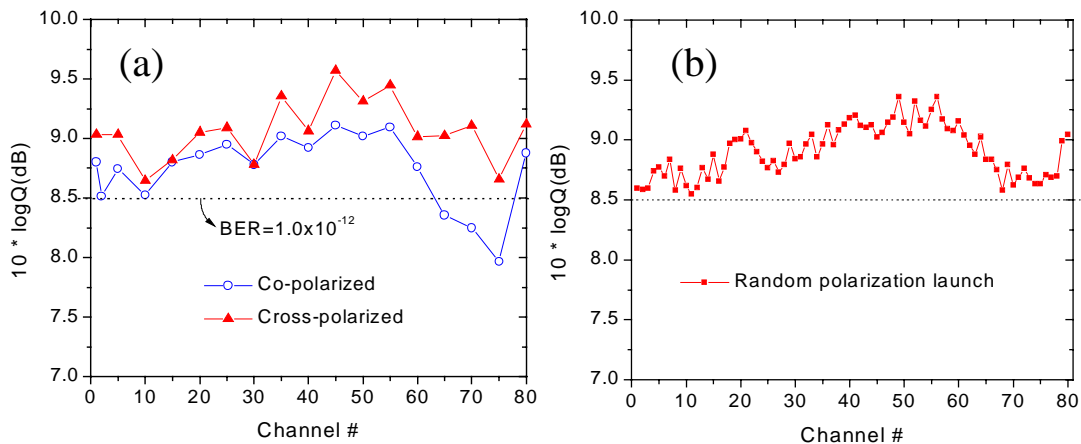 (a)
10 * logQ(dB)
10.0
9.5
9.0
8.5
8.0
7.5
7.0
BER=1.0x10⁻¹²
Co-polarized
Cross-polarized
0 10 20 30 40 50 60 70 80
Channel #
(b)
10 * logQ(dB)
10.0
9.5
9.0
8.5
8.0
7.5
7.0
Random polarization launch
0 10 20 30 40 50 60 70 80
Channel #